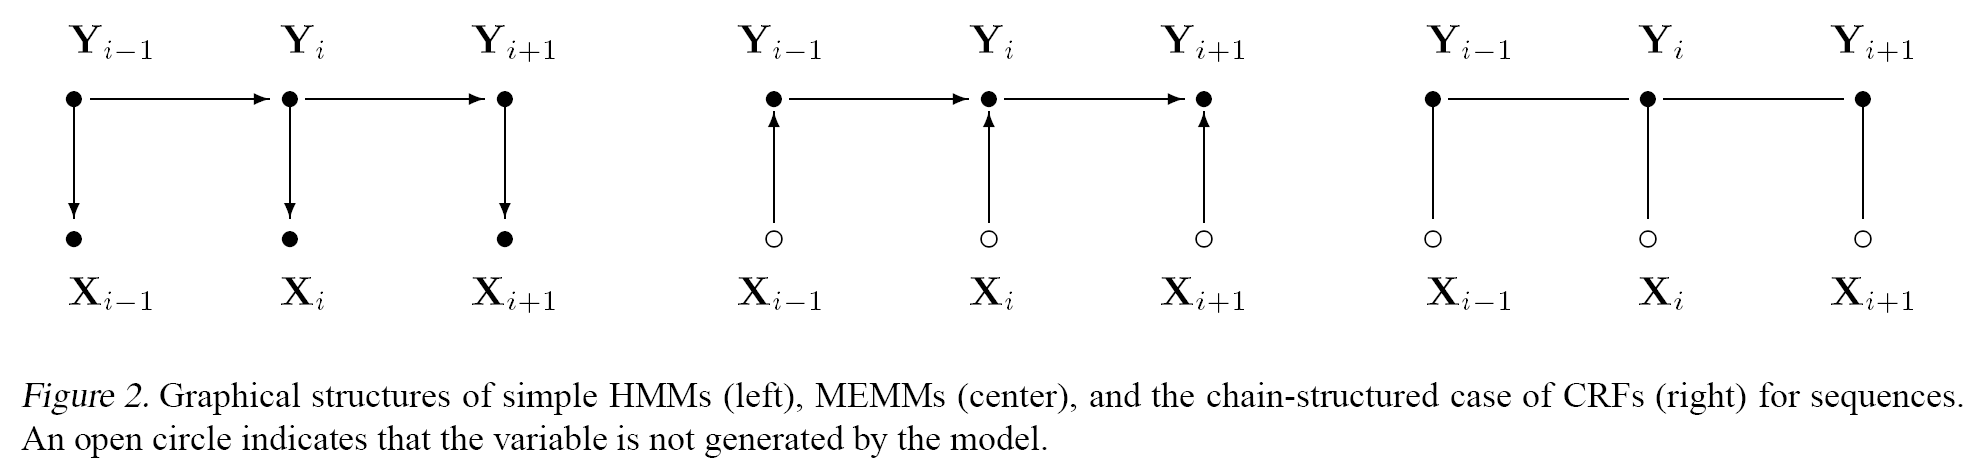 Y_{i−1} Y_i Y_{i+1} Y_{i−1} Y_i Y_{i+1} Y_{i−1} Y_i Y_{i+1}
X_{i−1} X_i X_{i+1} X_{i−1} X_i X_{i+1} X_{i−1} X_i X_{i+1}
Figure 2. Graphical structures of simple HMMs (left), MEMMs (center), and the chain-structured case of CRFs (right) for sequences.
An open circle indicates that the variable is not generated by the model.